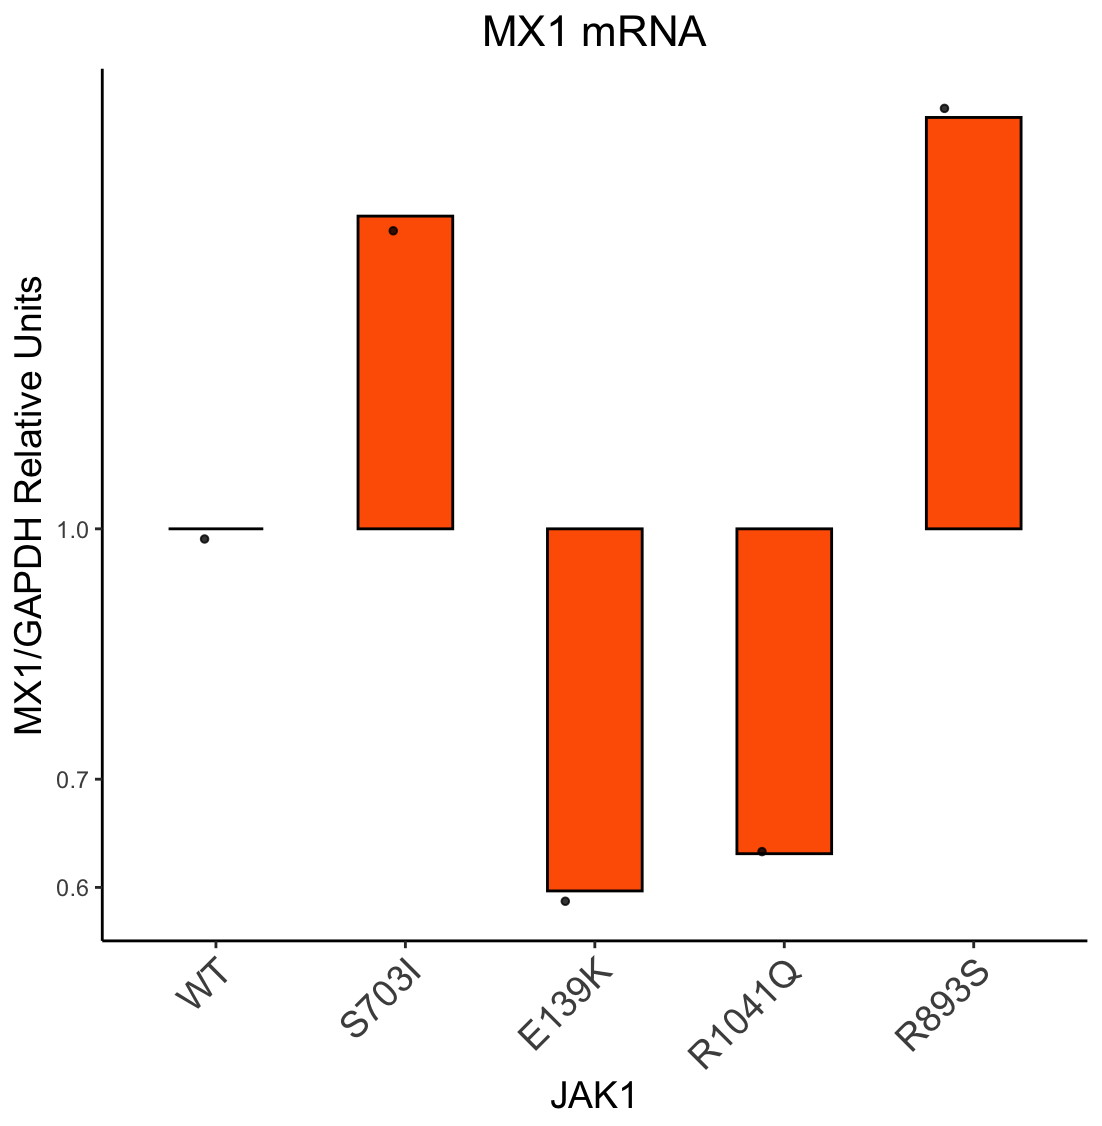 MX1 mRNA
MX1/GAPDH Relative Units
1.0
0.7
0.6
WT
S703I
E139K
R1041Q
R893S
JAK1